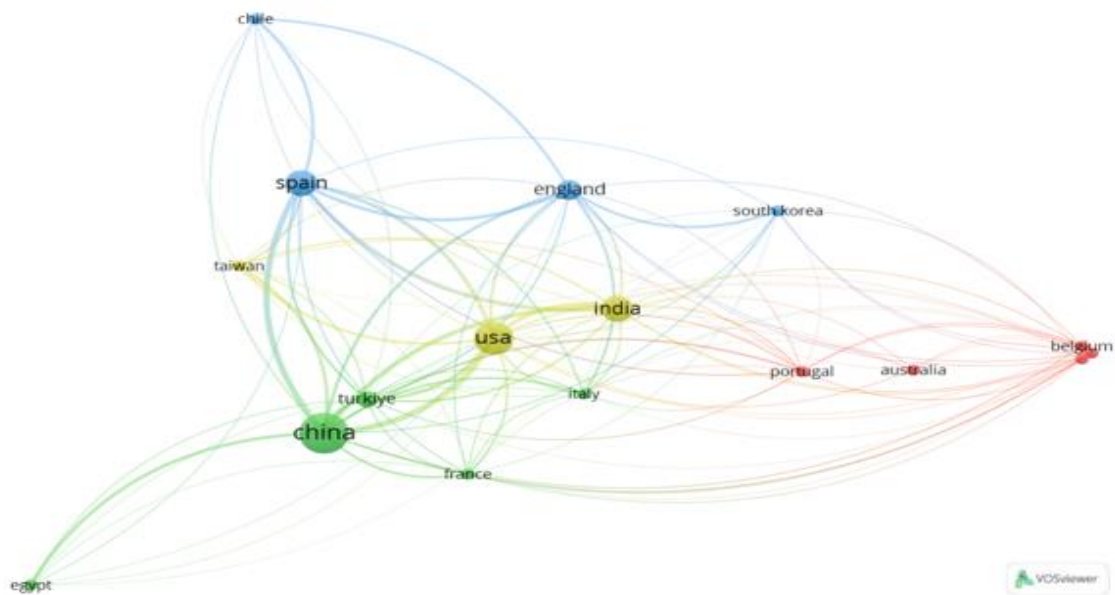 chile
spain
england
south korea
taiwan
india
usa
belgium
portugal
australia
italy
turkiye
china
france
egypt
VOSviewer